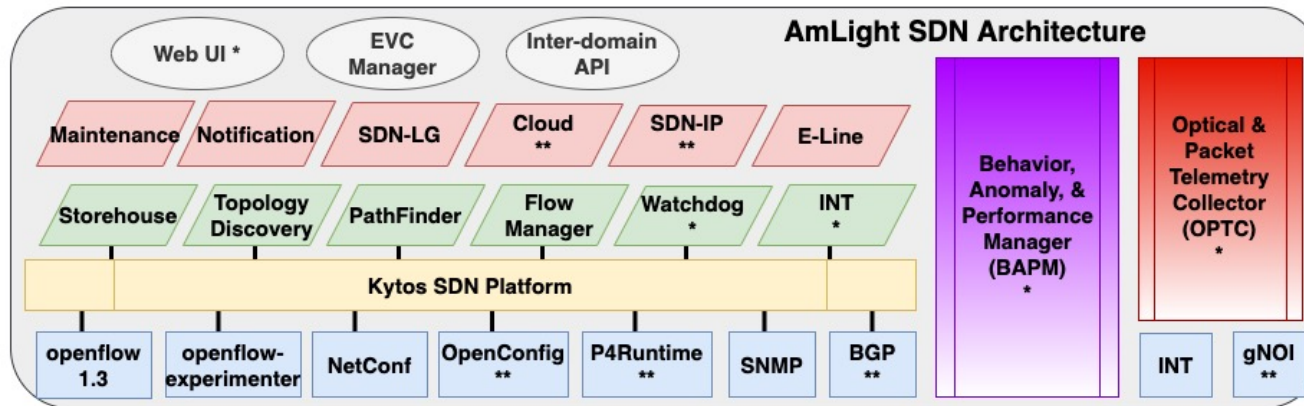 AmLight SDN Architecture
Web UI *
EVC
Manager
Inter-domain
API
Maintenance
Notification
SDN-LG
Cloud
**
SDN-IP
**
E-Line
Storehouse
Topology
Discovery
PathFinder
Flow
Manager
Watchdog
*
INT
*
Kytos SDN Platform
openflow
1.3
openflow-
experimenter
NetConf
OpenConfig
**
P4Runtime
**
SNMP
BGP
**
Behavior,
Anomaly, &
Performance
Manager
(BAPM)
*
Optical &
Packet
Telemetry
Collector
(OPTC)
*
INT
gNOI
**